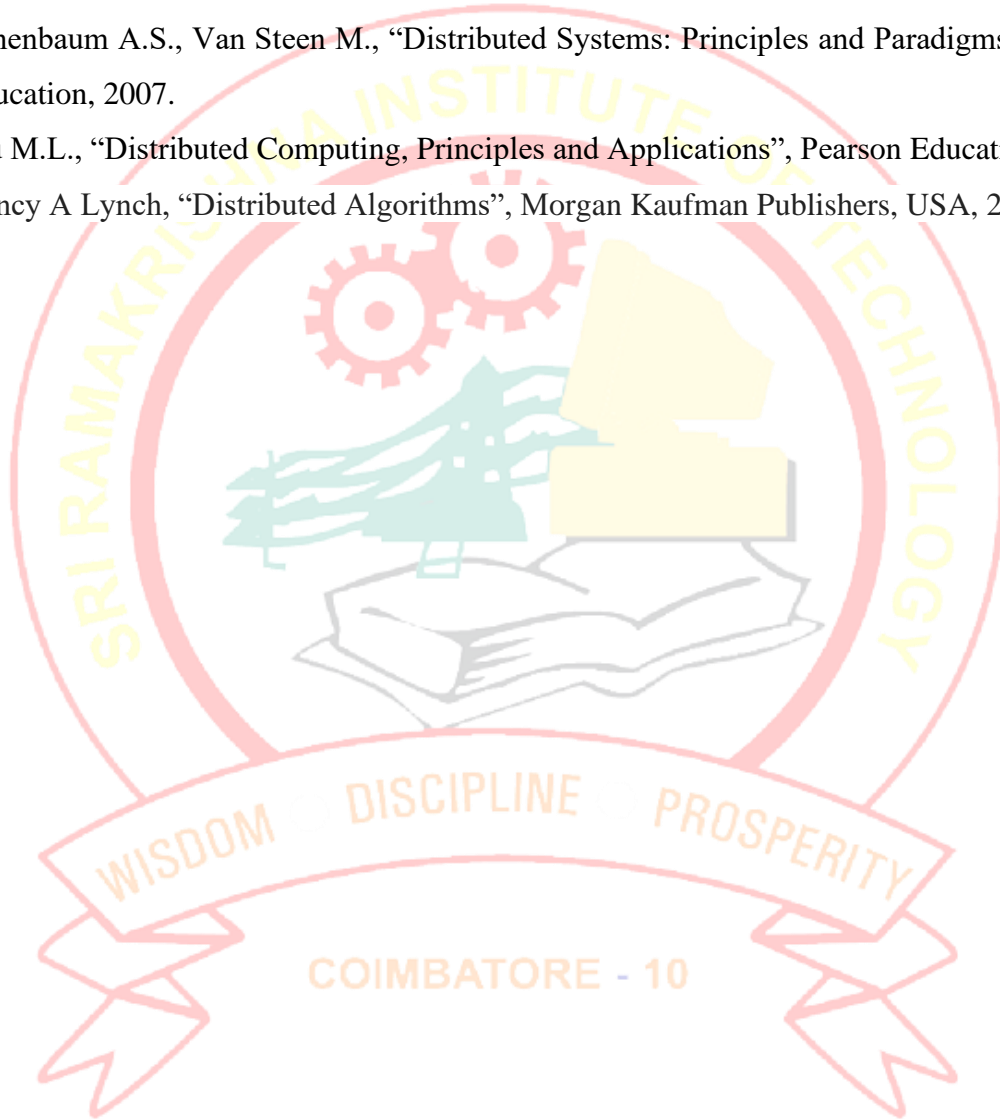 nenbaum A.S., Van Steen M., “Distributed Systems: Principles and Paradigms
ucation, 2007.
M.L., “Distributed Computing, Principles and Applications”, Pearson Educati
ncy A Lynch, “Distributed Algorithms”, Morgan Kaufman Publishers, USA, 2
SRI RAMAKRISHNA INSTITUTE OF TECHNOLOGY
WISDOM DISCIPLINE PROSPERITY
COIMBATORE - 10